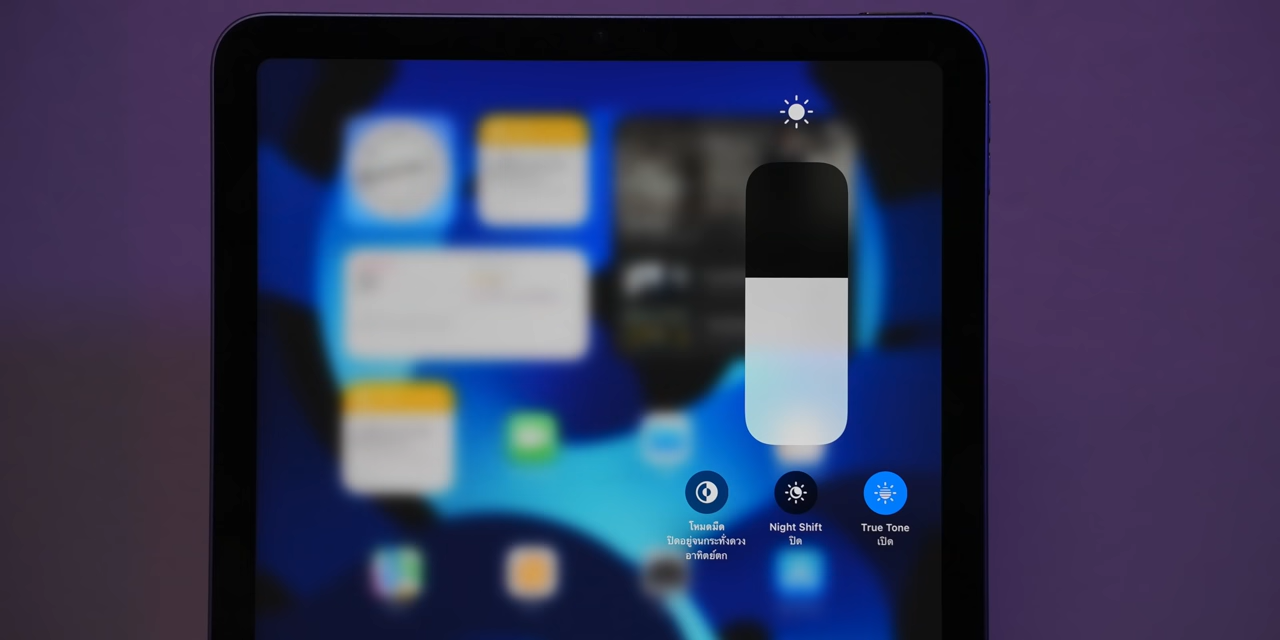 โหมดมืด
ปิดอยู่จนกระทั่งดวง
อาทิตย์ตก
Night Shift
ปิด
True Tone
เปิด